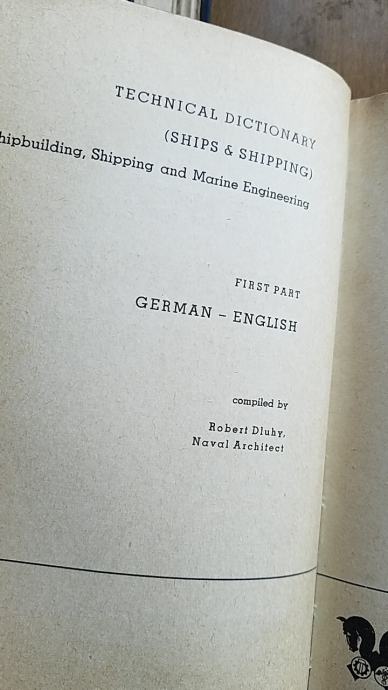 TECHNICAL DICTIONARY
(SHIPS & SHIPPING)
hipbuilding, Shipping and Marine Engineering
FIRST PART
GERMAN – ENGLISH
compiled by
Robert Dluhy,
Naval Architect